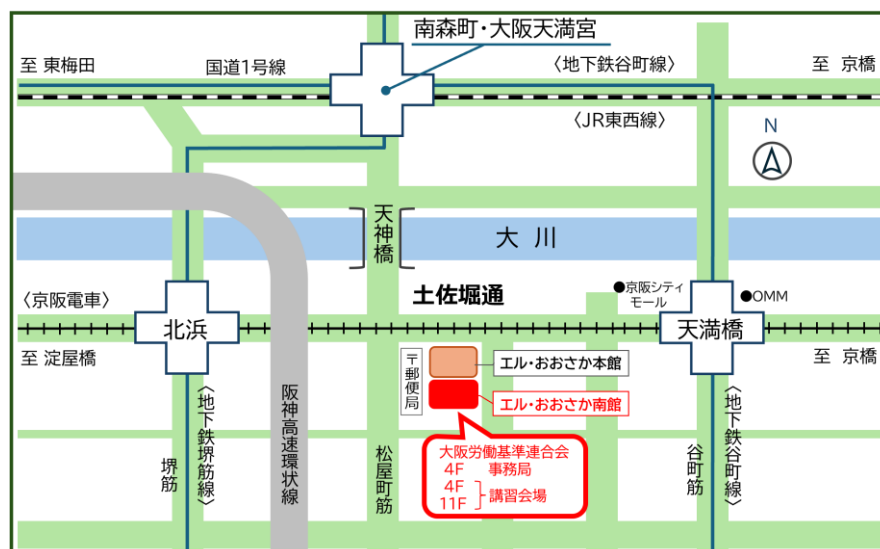 南森町・大阪天満宮
至 東梅田
国道1号線
〈地下鉄谷町線〉
至 京橋
〈JR東西線〉
N
天神橋
大川
〈京阪電車〉
土佐堀通
●京阪シティ
モール
●OMM
北浜
天満橋
至 淀屋橋
〒郵便局
エル・おおさか本館
至 京橋
エル・おおさか南館
〈地下鉄堺筋線〉
堺筋
阪神高速環状線
松屋町筋
大阪労働基準連合会
4F 事務局
4F
11F
講習会場
谷町筋
〈地下鉄谷町線〉